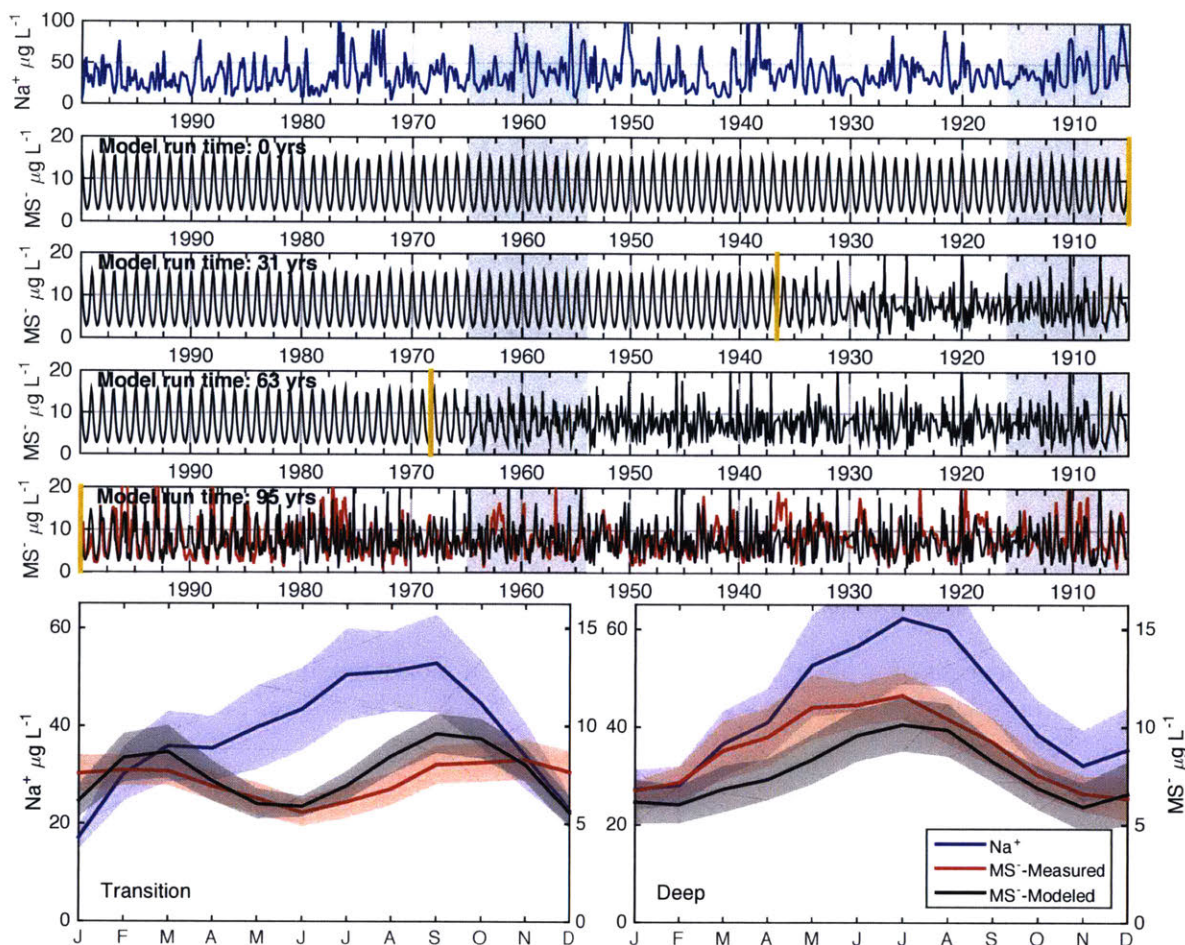 Na⁺ µg L⁻¹
100
50
0
1990 1980 1970 1960 1950 1940 1930 1920 1910
MS⁻ µg L⁻¹
20
10
0
Model run time: 0 yrs
1990 1980 1970 1960 1950 1940 1930 1920 1910
MS⁻ µg L⁻¹
20
10
0
Model run time: 31 yrs
1990 1980 1970 1960 1950 1940 1930 1920 1910
MS⁻ µg L⁻¹
20
10
0
Model run time: 63 yrs
1990 1980 1970 1960 1950 1940 1930 1920 1910
MS⁻ µg L⁻¹
20
10
0
Model run time: 95 yrs
1990 1980 1970 1960 1950 1940 1930 1920 1910
Na⁺ µg L⁻¹
60
40
20
0
15
10
5
0
Transition
J F M A M J J A S O N D
60
40
20
0
15
10
5
0
MS⁻ µg L⁻¹
Deep
Na⁺
MS⁻-Measured
MS⁻-Modeled
J F M A M J J A S O N D